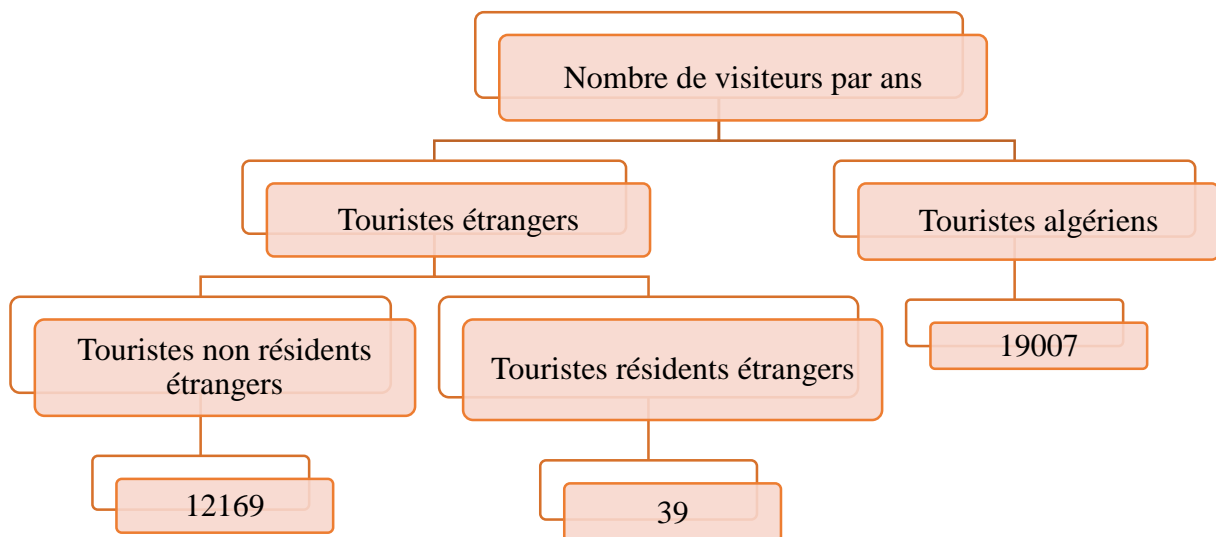 Nombre de visiteurs par ans
Touristes étrangers
Touristes algériens
Touristes non résidents
étrangers
Touristes résidents étrangers
19007
12169
39